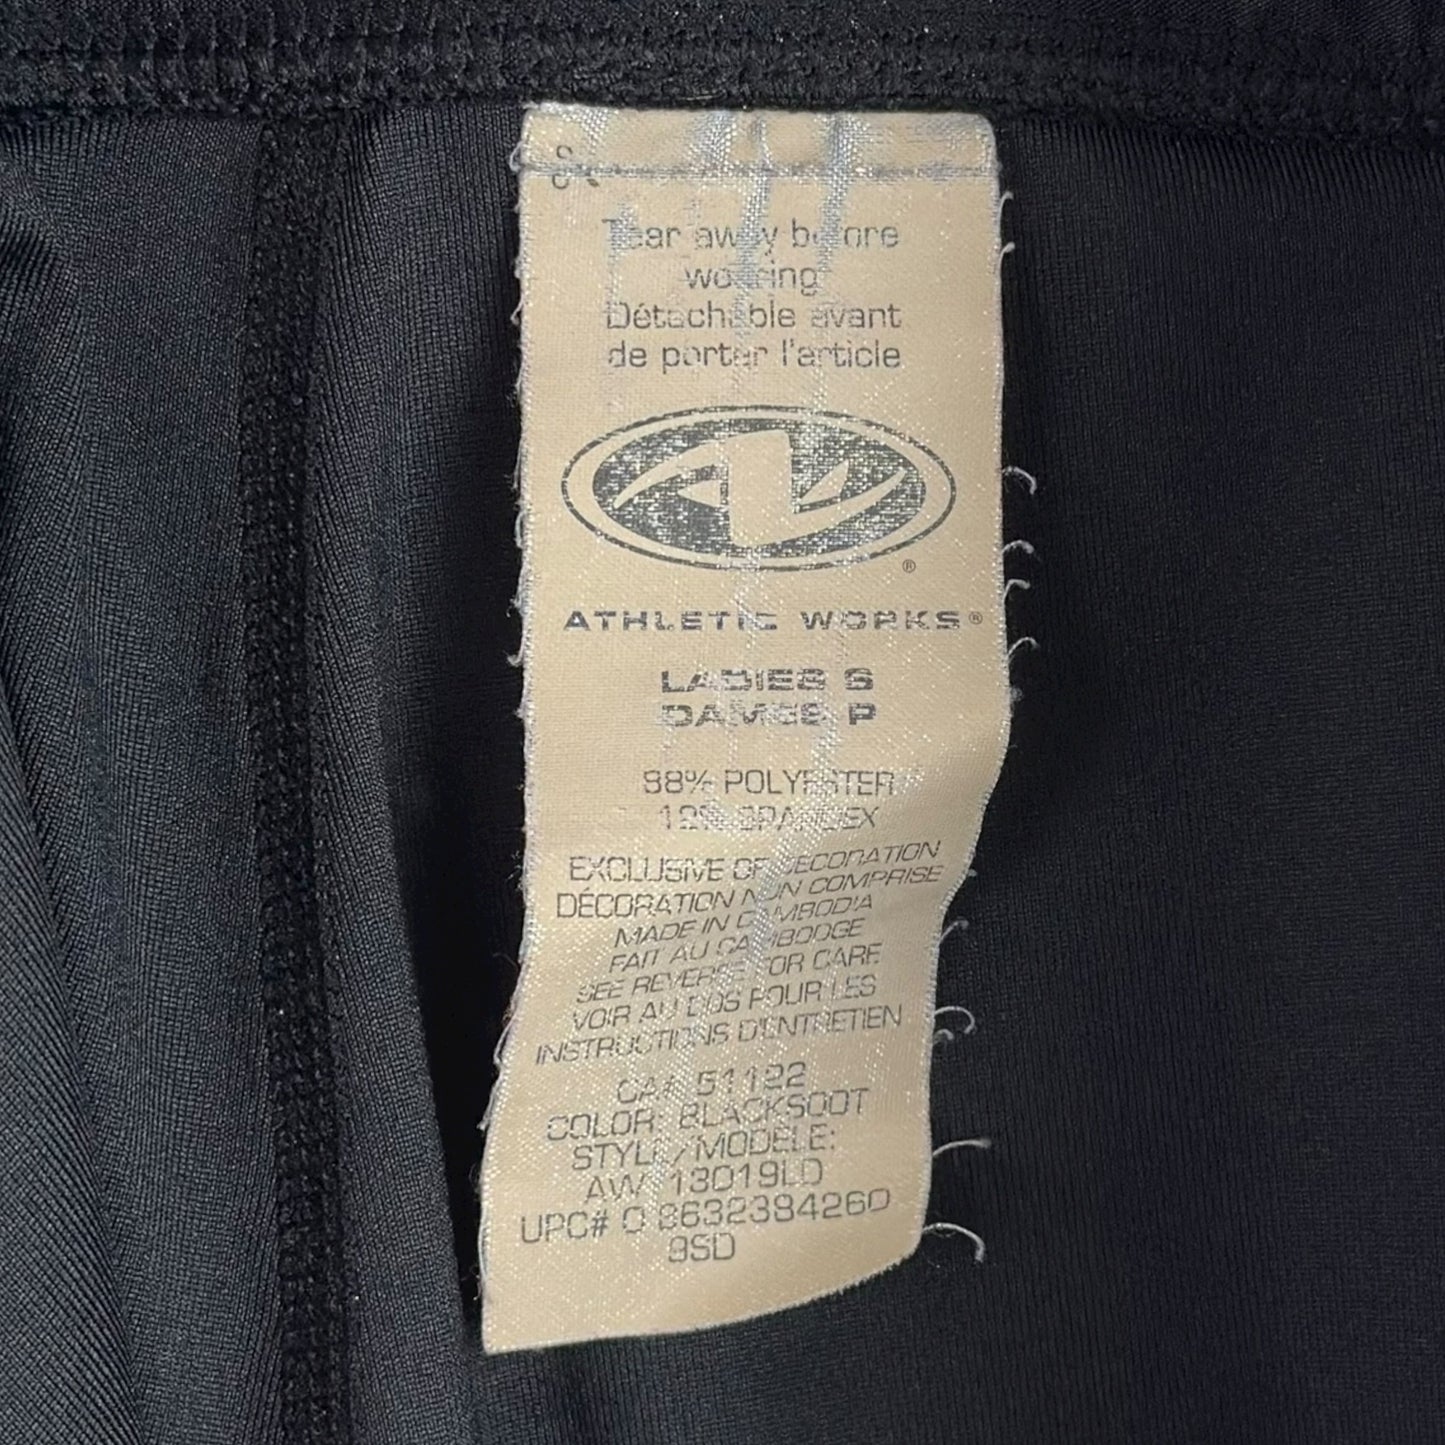 Tear away before
wearing
Détachable avant
de porter l'article
®
ATHLETIC WORKS®
LADIES S
DAMES P
88% POLYESTER
12% SPANDEX
EXCLUSIVE OF DECORATION
DÉCORATION NON COMPRISE
MADE IN CAMBODIA
FAIT AU CAMBODGE
SEE REVERSE FOR CARE
VOIR AU DOS POUR LES
INSTRUCTIONS D'ENTRETIEN
CA# 51122
COLOR: BLACKSOOT
STYLE/MODÈLE:
AW 13019LD
UPC# 0 8632384260
9SD